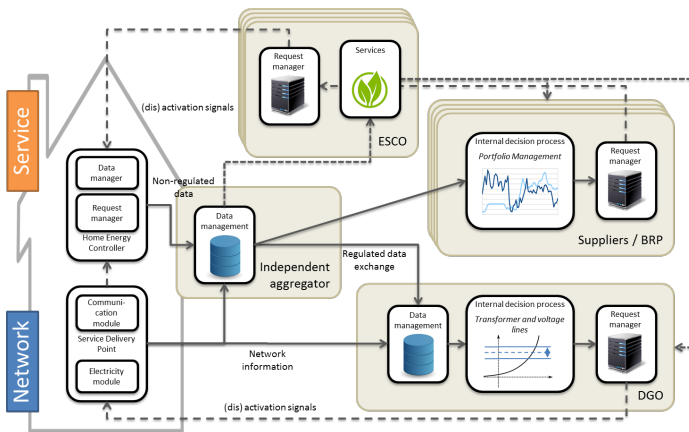 Service
Network
(dis) activation signals
Request
manager
Services
ESCO
Data
manager
Request
manager
Home Energy
Controller
Non-regulated
data
Data
management
Independent
aggregator
Internal decision process
Portfolio Management
Request
manager
Suppliers / BRP
Regulated data
exchange
Communi-
cation module
Service Delivery
Point
Electricity module
Network
information
Data
management
Internal decision process
Transformer and voltage
lines
Request
manager
DGO
(dis) activation signals